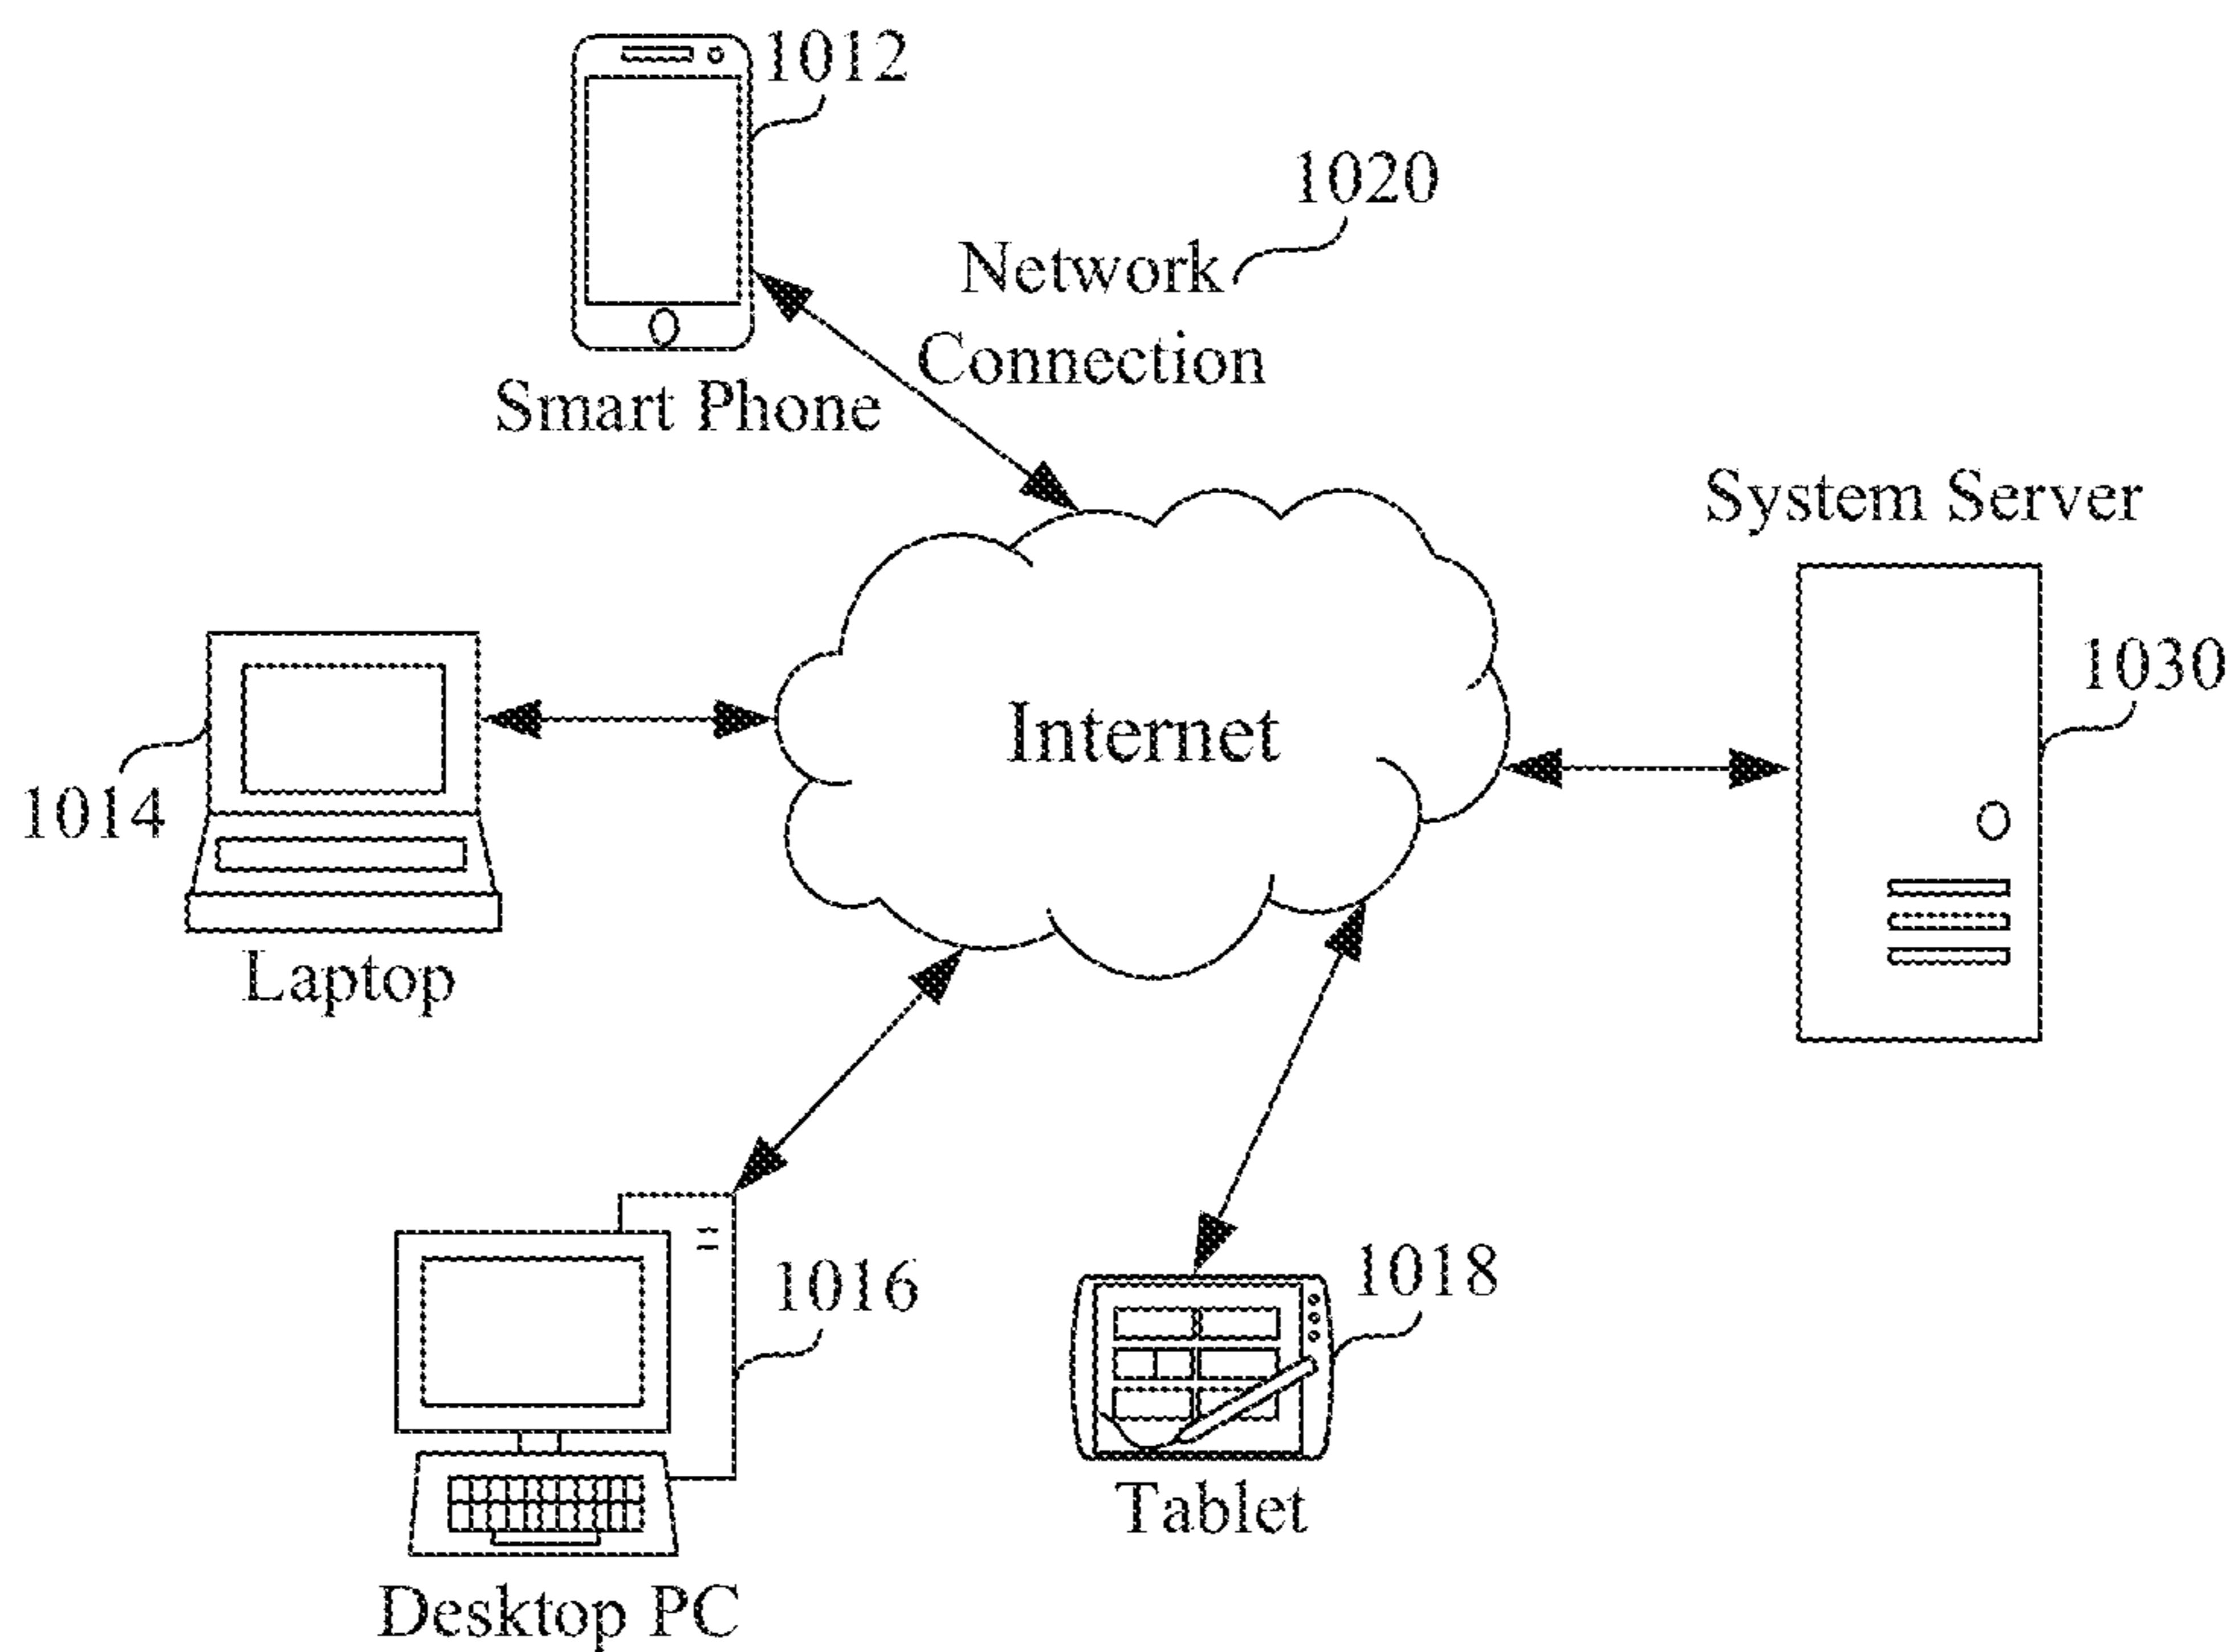 1012
1020
Network
Connection
Smart Phone
System Server
1030
Internet
1014
Laptop
1016
1018
Tablet
Desktop PC